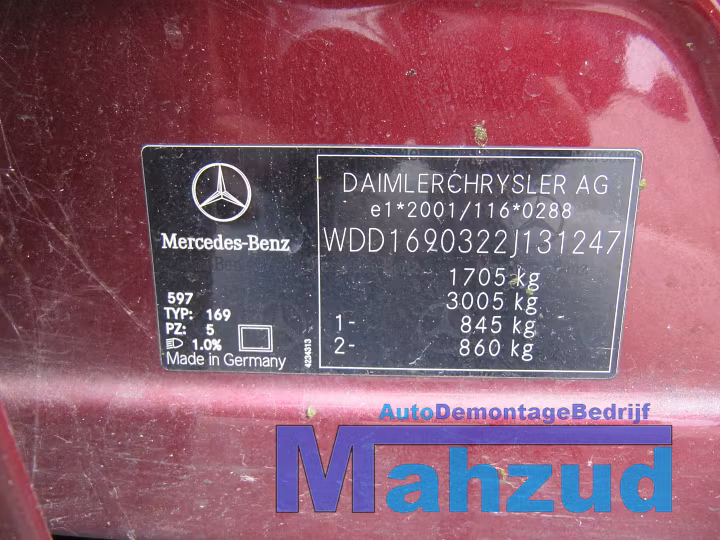 Mercedes-Benz
597
TYP: 169
PZ: 5
1.0%
Made in Germany
4234313
DAIMLERCHRYSLER AG
e1*2001/116*0288
WDD1690322J131247
1705 kg
3005 kg
1- 845 kg
2- 860 kg
AutoDemontageBedrijf
Mahzud